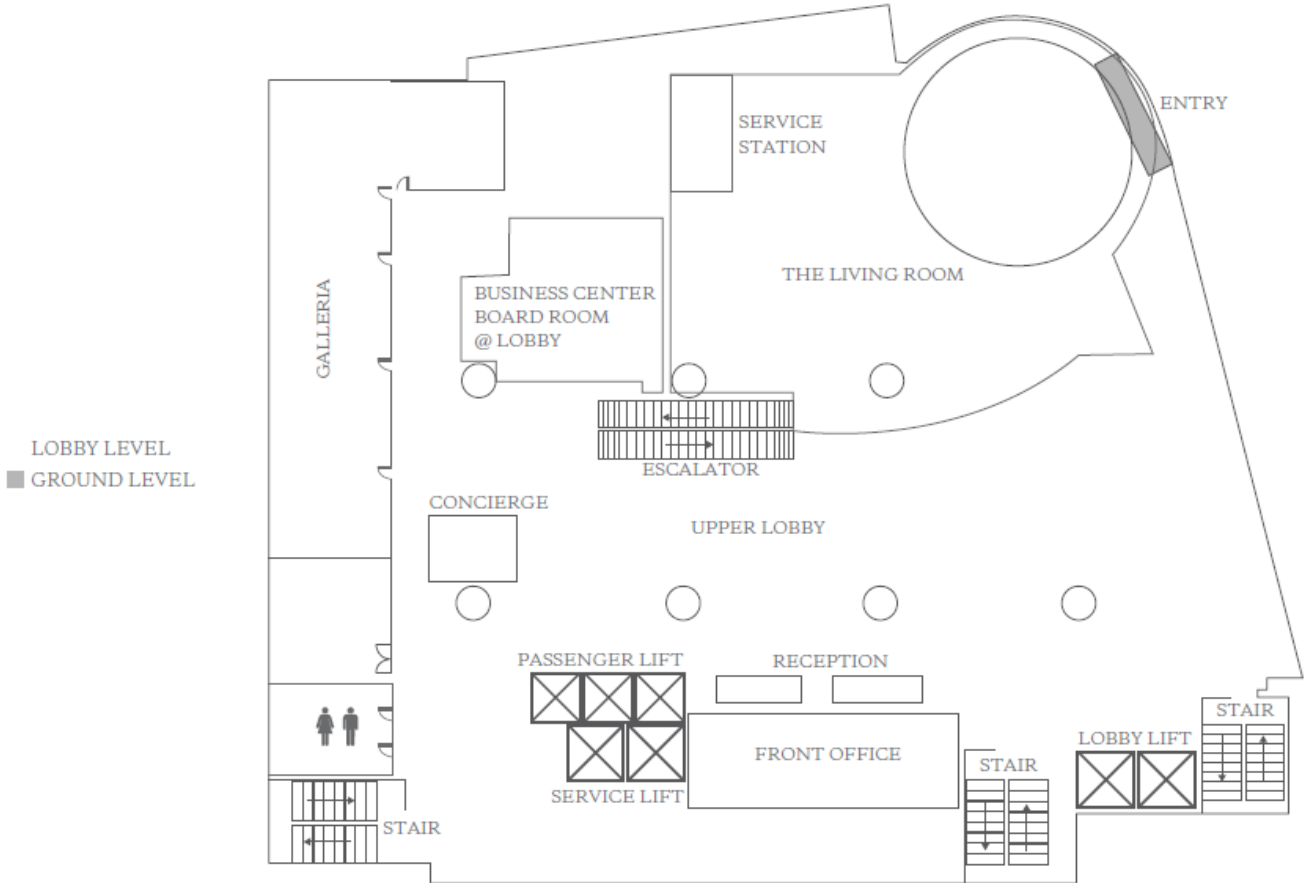 ENTRY
SERVICE
STATION
THE LIVING ROOM
GALLERIA
BUSINESS CENTER
BOARD ROOM
@ LOBBY
LOBBY LEVEL
GROUND LEVEL
ESCALATOR
CONCIERGE
UPPER LOBBY
PASSENGER LIFT
RECEPTION
STAIR
LOBBY LIFT
FRONT OFFICE
STAIR
SERVICE LIFT
STAIR